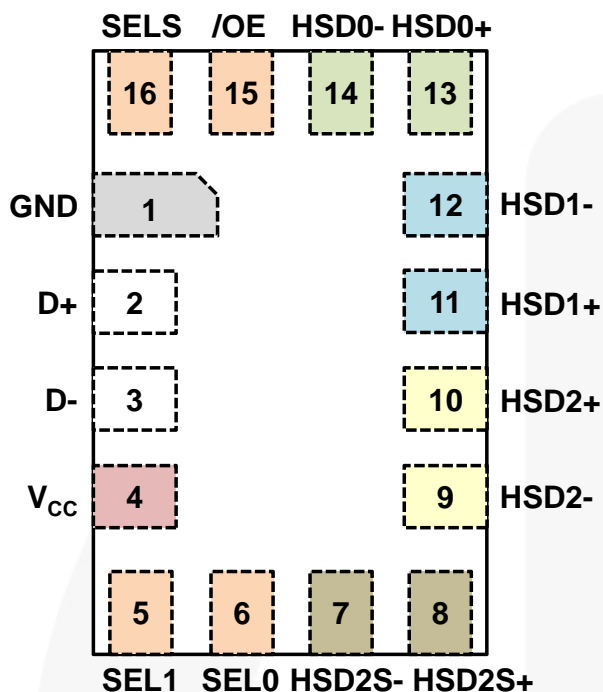 SELS /OE HSD0- HSD0+
16 15 14 13
GND 1 12 HSD1-
D+ 2 11 HSD1+
D- 3 10 HSD2+
VCC 4 9 HSD2-
5 6 7 8
SEL1 SEL0 HSD2S- HSD2S+